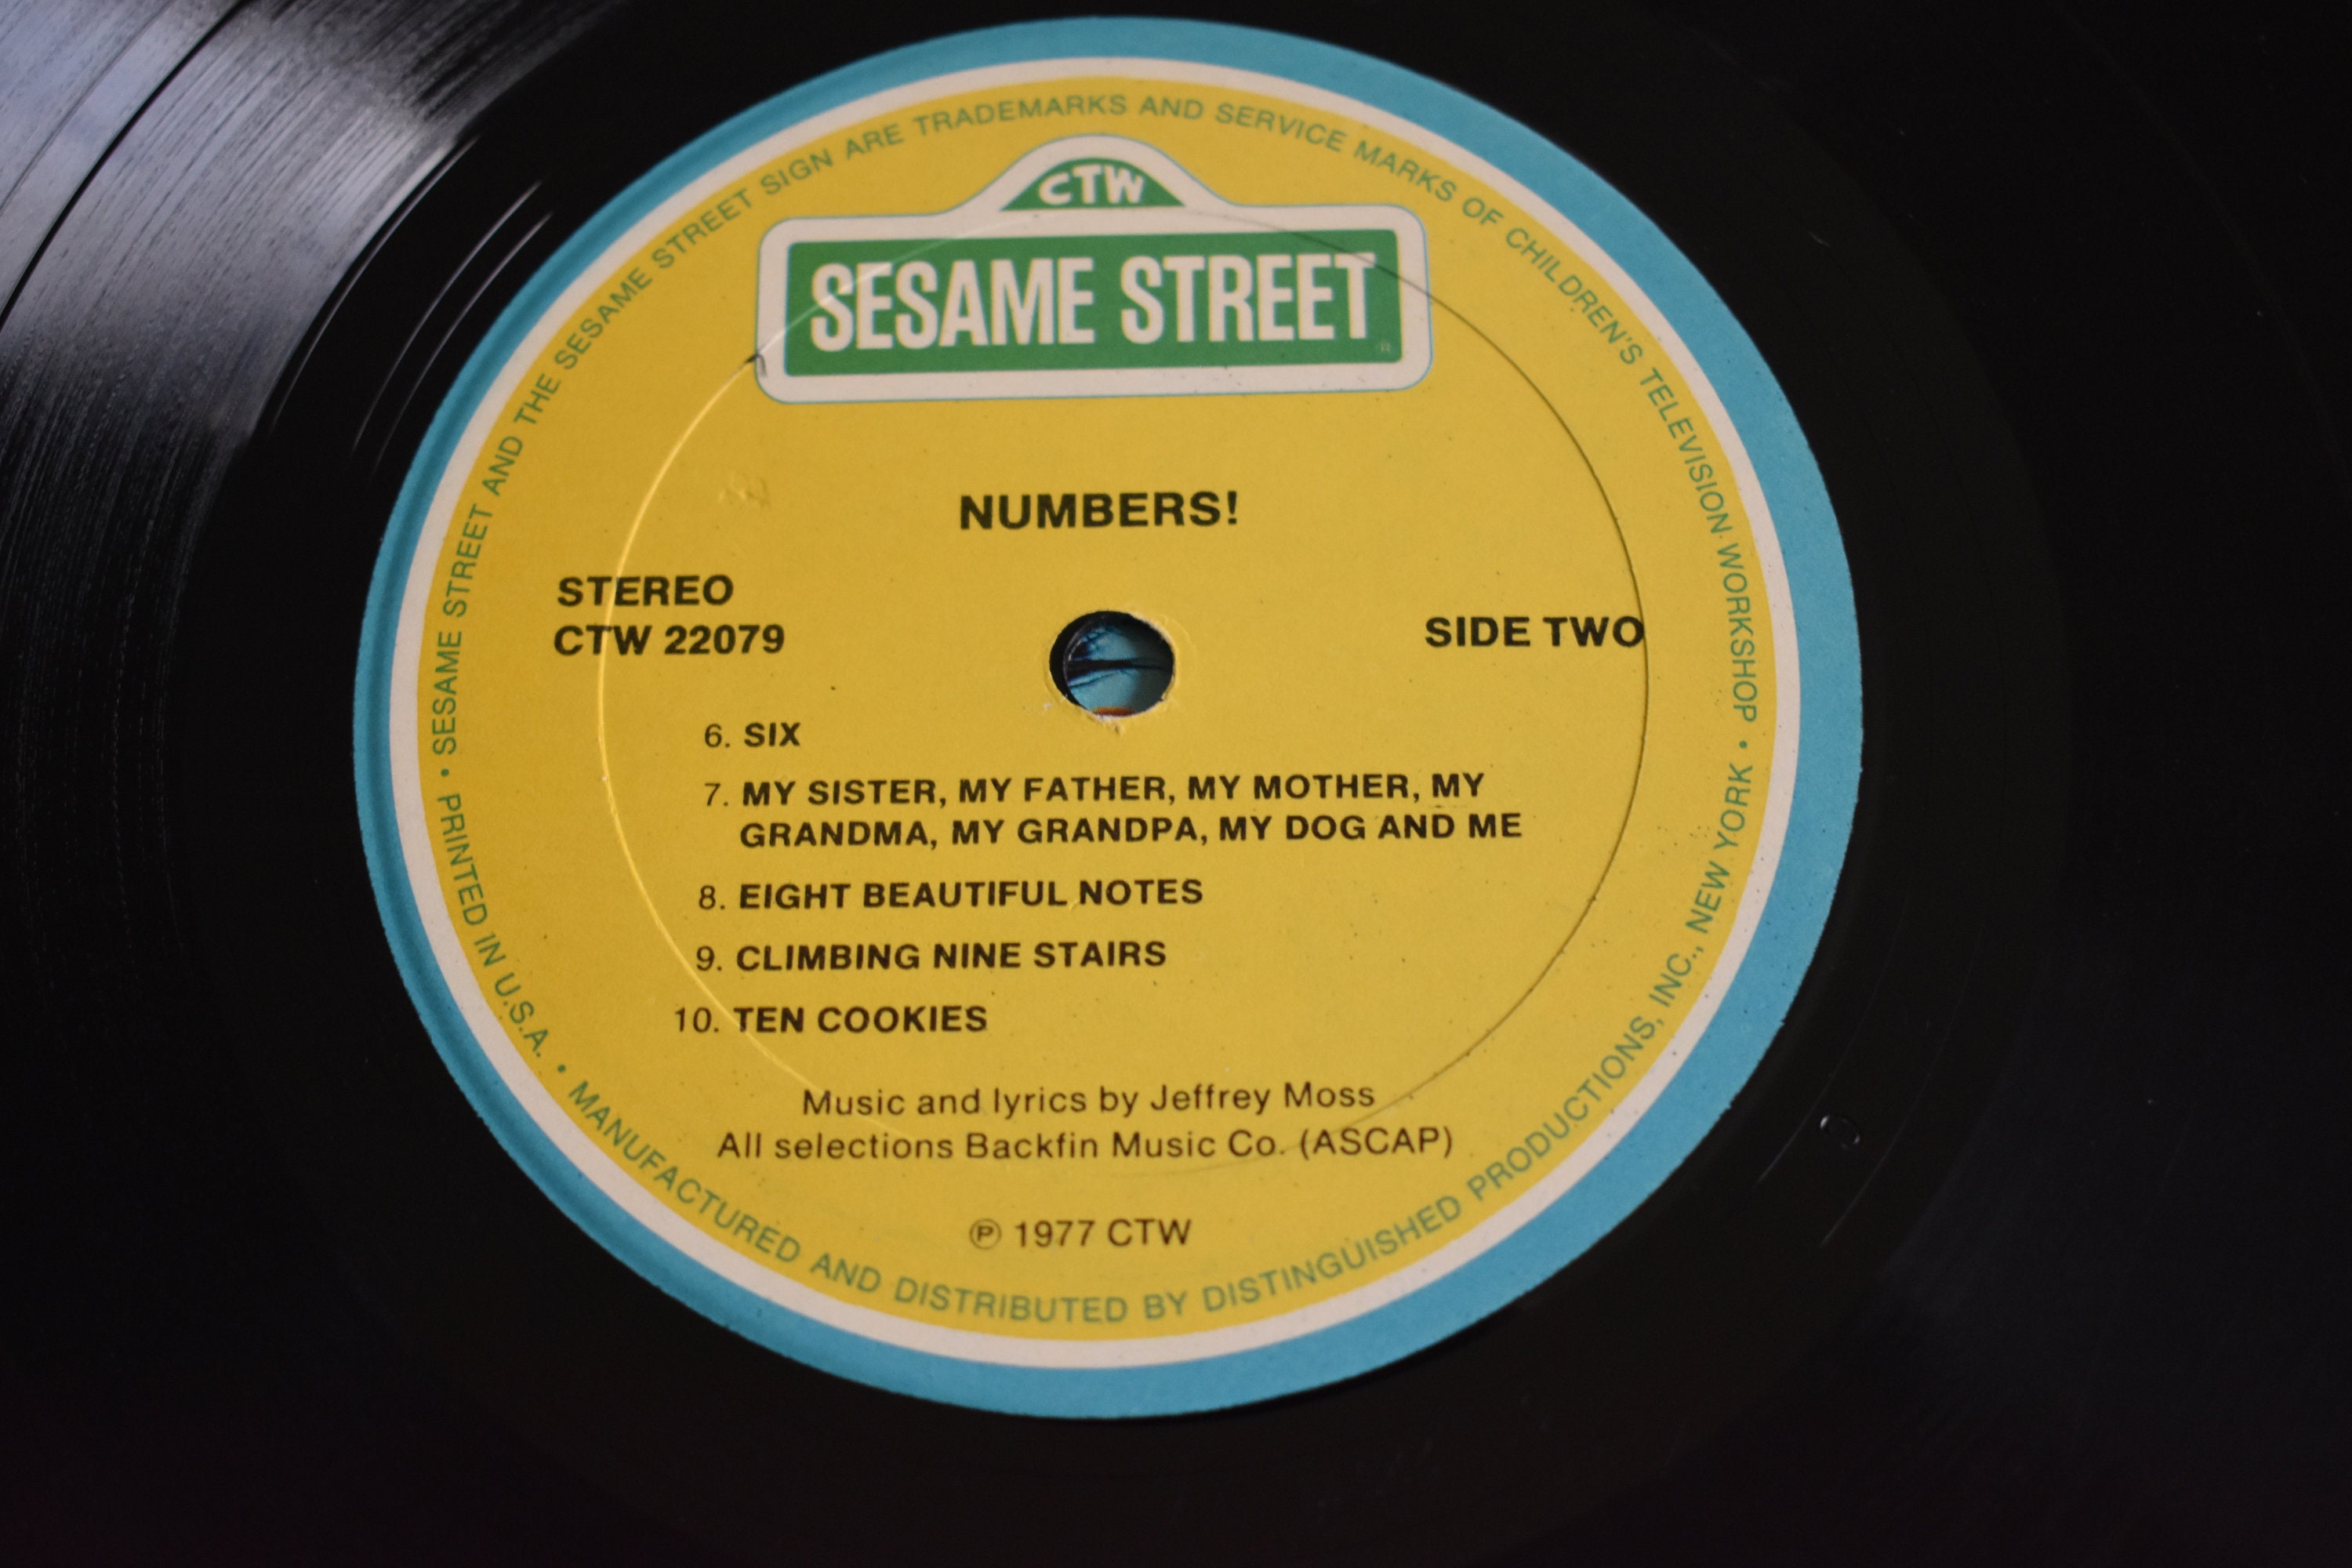 CTW
SESAME STREET
®
NUMBERS!
STEREO
CTW 22079
SIDE TWO
6. SIX
7. MY SISTER, MY FATHER, MY MOTHER, MY
GRANDMA, MY GRANDPA, MY DOG AND ME
8. EIGHT BEAUTIFUL NOTES
9. CLIMBING NINE STAIRS
10. TEN COOKIES
Music and lyrics by Jeffrey Moss
All selections Backfin Music Co. (ASCAP)
℗ 1977 CTW
• SESAME STREET AND THE SESAME STREET SIGN ARE TRADEMARKS AND SERVICE MARKS OF CHILDREN'S TELEVISION WORKSHOP •
MANUFACTURED AND DISTRIBUTED BY DISTINGUISHED PRODUCTIONS, INC., NEW YORK
PRINTED IN U.S.A. •